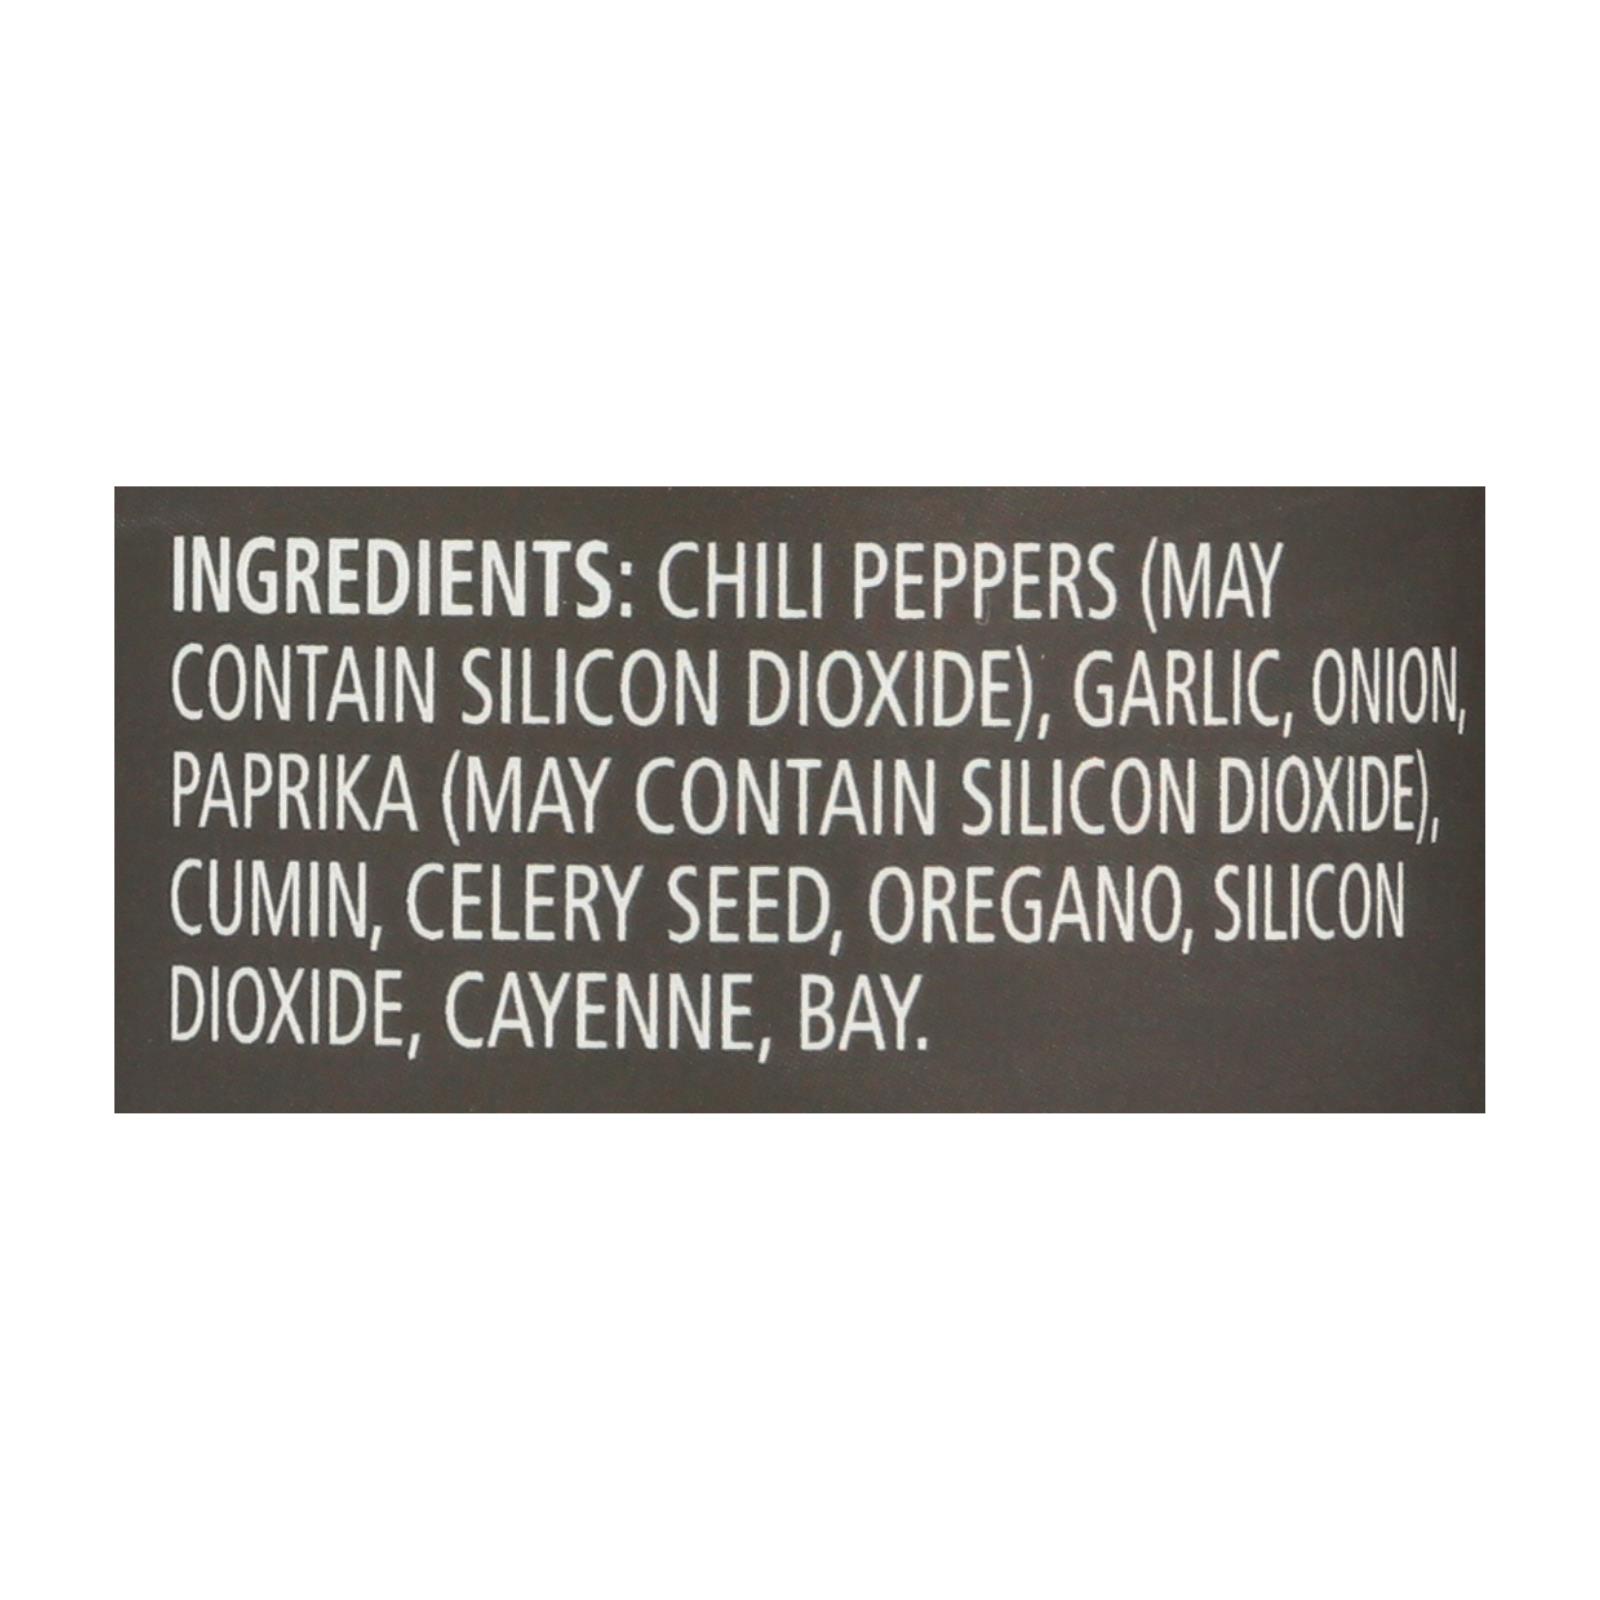 INGREDIENTS: CHILI PEPPERS (MAY
CONTAIN SILICON DIOXIDE), GARLIC, ONION,
PAPRIKA (MAY CONTAIN SILICON DIOXIDE),
CUMIN, CELERY SEED, OREGANO, SILICON
DIOXIDE, CAYENNE, BAY.